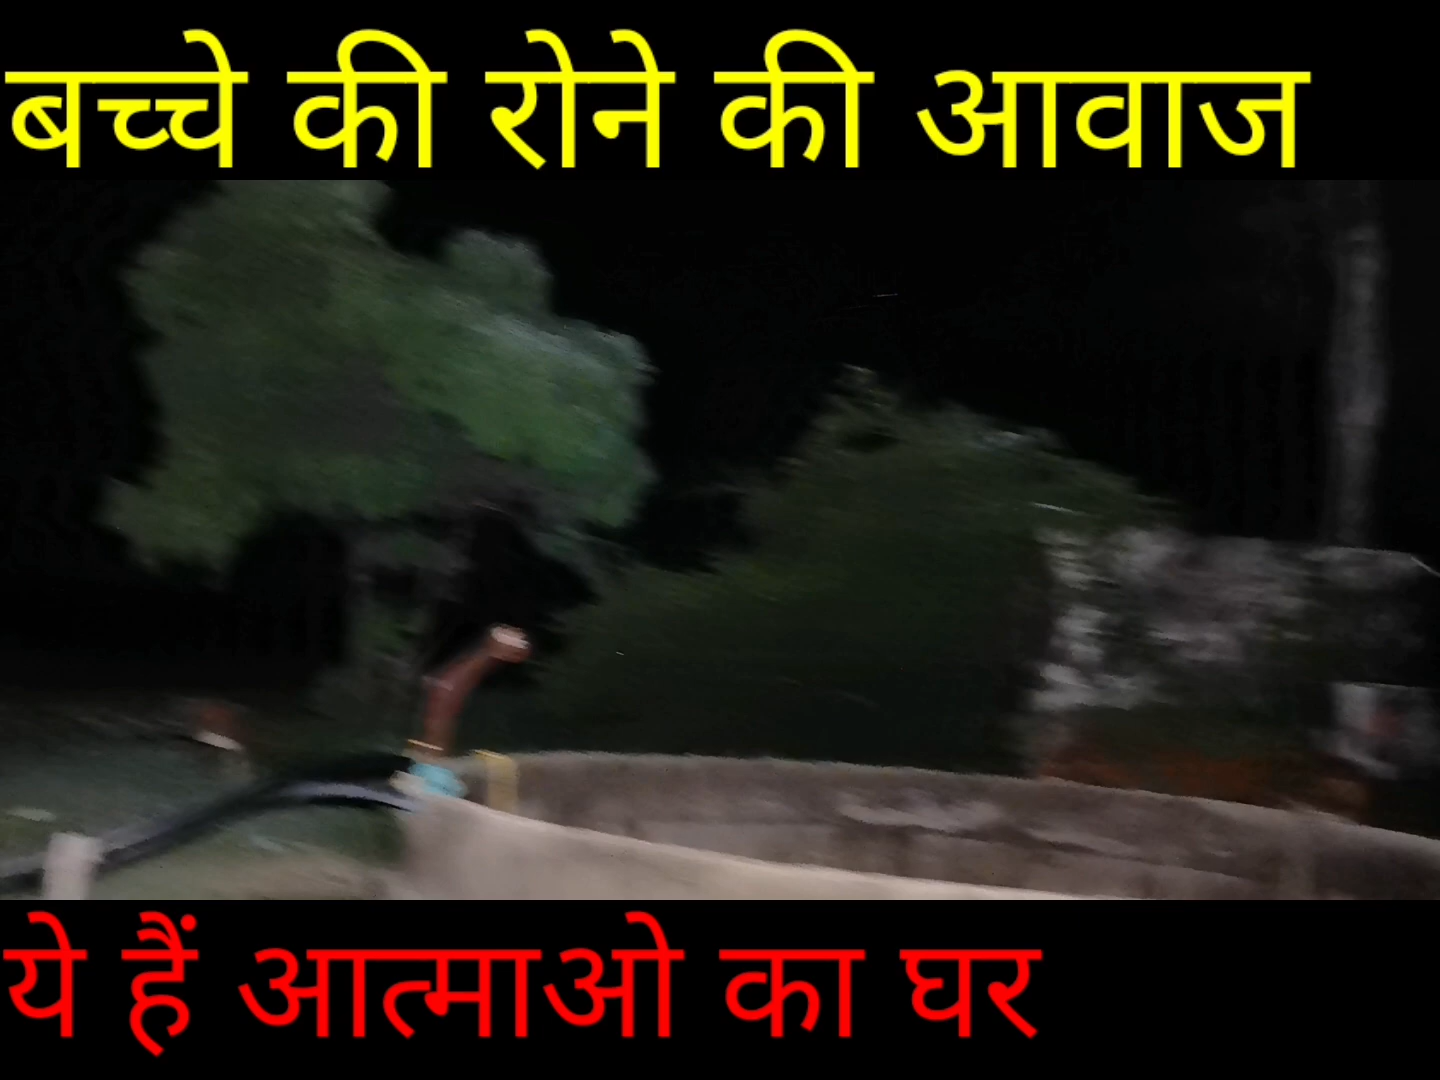 बच्चे की रोने की आवाज
ये हैं आत्माओ का घर